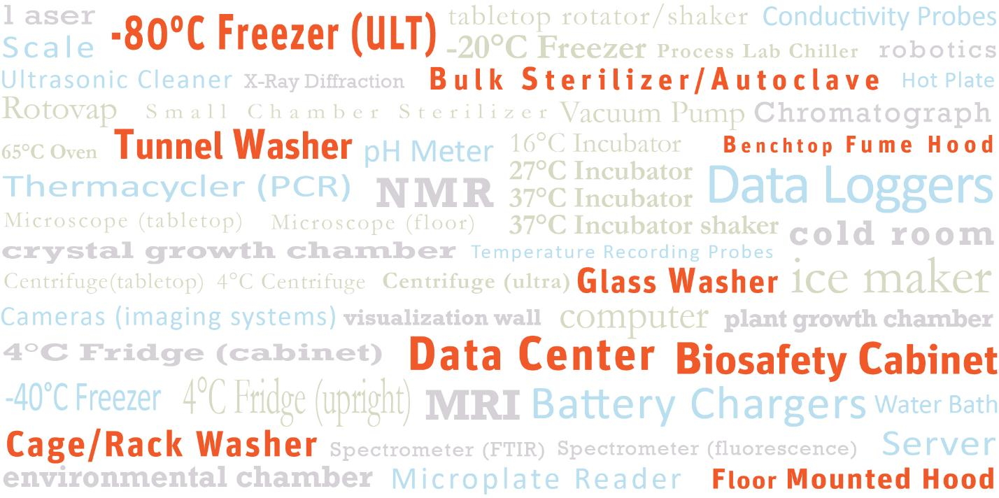 l aser -80ºC Freezer (ULT) tabletop rotator/shaker Conductivity Probes
Scale -20°C Freezer Process Lab Chiller robotics
Ultrasonic Cleaner X-Ray Diffraction Bulk Sterilizer/Autoclave Hot Plate
Rotovap Small Chamber Sterilizer Vacuum Pump Chromatograph
65°C Oven Tunnel Washer pH Meter 16°C Incubator Benchtop Fume Hood
27°C Incubator
Thermacycler (PCR) NMR 37°C Incubator Data Loggers
Microscope (tabletop) Microscope (floor) 37°C Incubator shaker cold room
crystal growth chamber Temperature Recording Probes
Centrifuge(tabletop) 4°C Centrifuge Centrifuge (ultra) Glass Washer ice maker
Cameras (imaging systems) visualization wall computer plant growth chamber
4°C Fridge (cabinet) Data Center Biosafety Cabinet
-40°C Freezer 4°C Fridge (upright) MRI Battery Chargers Water Bath
Cage/Rack Washer Spectrometer (FTIR) Spectrometer (fluorescence) Server
environmental chamber Microplate Reader Floor Mounted Hood